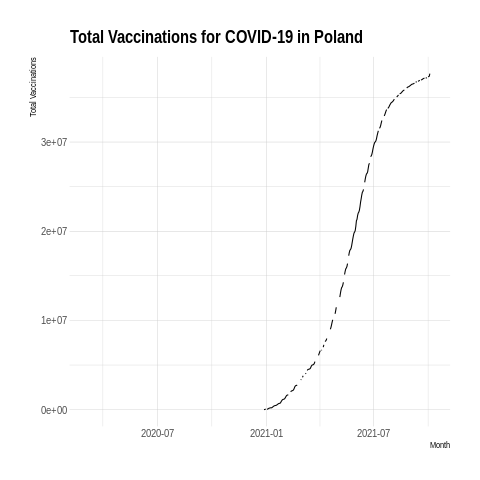 Total Vaccinations for COVID-19 in Poland
Total Vaccinations
3e+07
2e+07
1e+07
0e+00
2020-07 2021-01 2021-07
Month